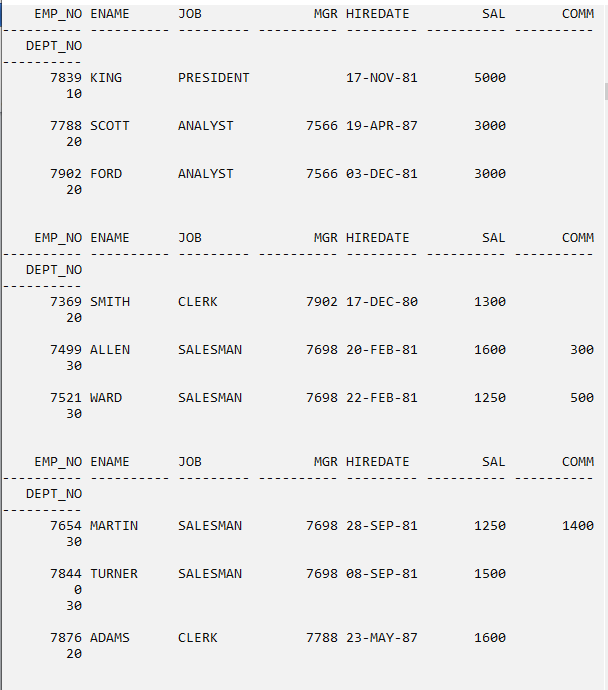 EMP_NO ENAME JOB MGR HIREDATE SAL COMM
---------- ---------- ---------- ---------- --------- ---------- ----------
DEPT_NO
----------
7839 KING PRESIDENT 17-NOV-81 5000
10
7788 SCOTT ANALYST 7566 19-APR-87 3000
20
7902 FORD ANALYST 7566 03-DEC-81 3000
20
EMP_NO ENAME JOB MGR HIREDATE SAL COMM
---------- ---------- ---------- ---------- --------- ---------- ----------
DEPT_NO
----------
7369 SMITH CLERK 7902 17-DEC-80 1300
20
7499 ALLEN SALESMAN 7698 20-FEB-81 1600 300
30
7521 WARD SALESMAN 7698 22-FEB-81 1250 500
30
EMP_NO ENAME JOB MGR HIREDATE SAL COMM
---------- ---------- ---------- ---------- --------- ---------- ----------
DEPT_NO
----------
7654 MARTIN SALESMAN 7698 28-SEP-81 1250 1400
30
7844 TURNER SALESMAN 7698 08-SEP-81 1500
0
30
7876 ADAMS CLERK 7788 23-MAY-87 1600
20